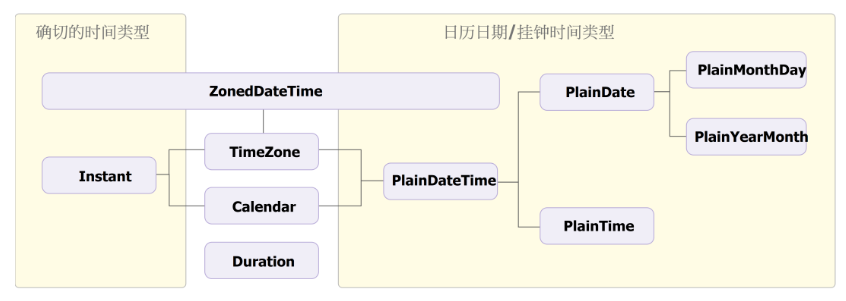 确切的时间类型
日历日期/挂钟时间类型
ZonedDateTime
PlainDate
PlainMonthDay
PlainYearMonth
TimeZone
Instant
PlainDateTime
Calendar
PlainTime
Duration